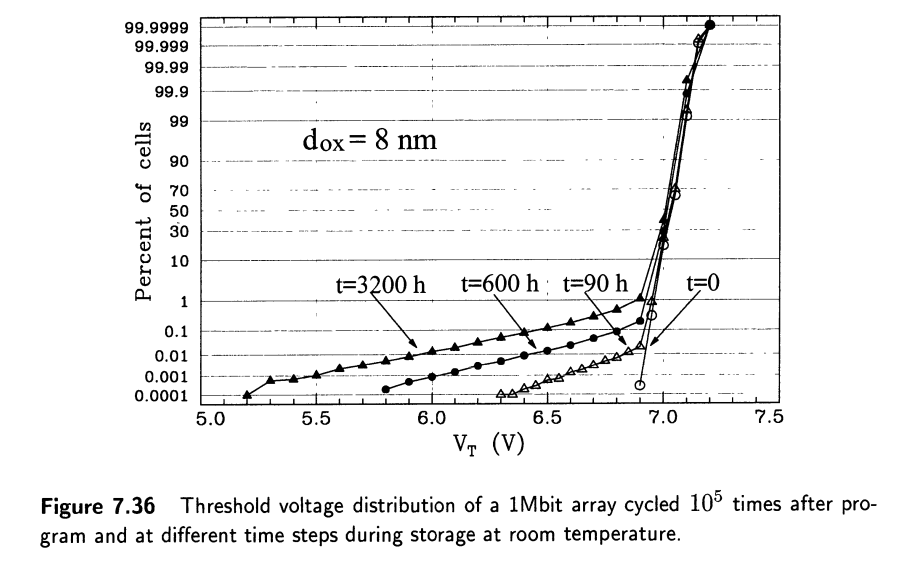 99.9999
99.999
99.99
99.9
99
90
70
50
30
10
1
0.1
0.01
0.001
0.0001
Percent of cells
dox = 8 nm
t=3200 h
t=600 h
t=90 h
t=0
5.0
5.5
6.0
6.5
7.0
7.5
VT (V)
Figure 7.36 Threshold voltage distribution of a 1Mbit array cycled 10⁵ times after pro-
gram and at different time steps during storage at room temperature.